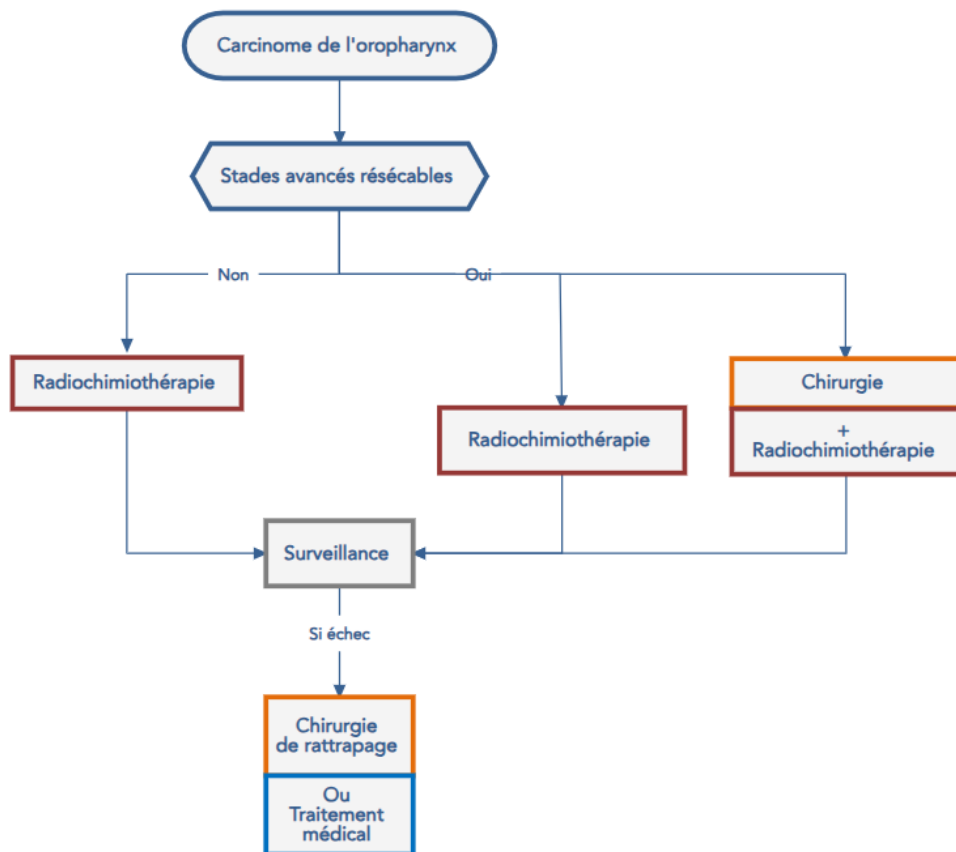 Carcinome de l'oropharynx
Stades avancés résécables
Non
Oui
Radiochimiothérapie
Chirurgie
Radiochimiothérapie
+
Radiochimiothérapie
Surveillance
Si échec
Chirurgie
de rattrapage
Ou
Traitement
médical